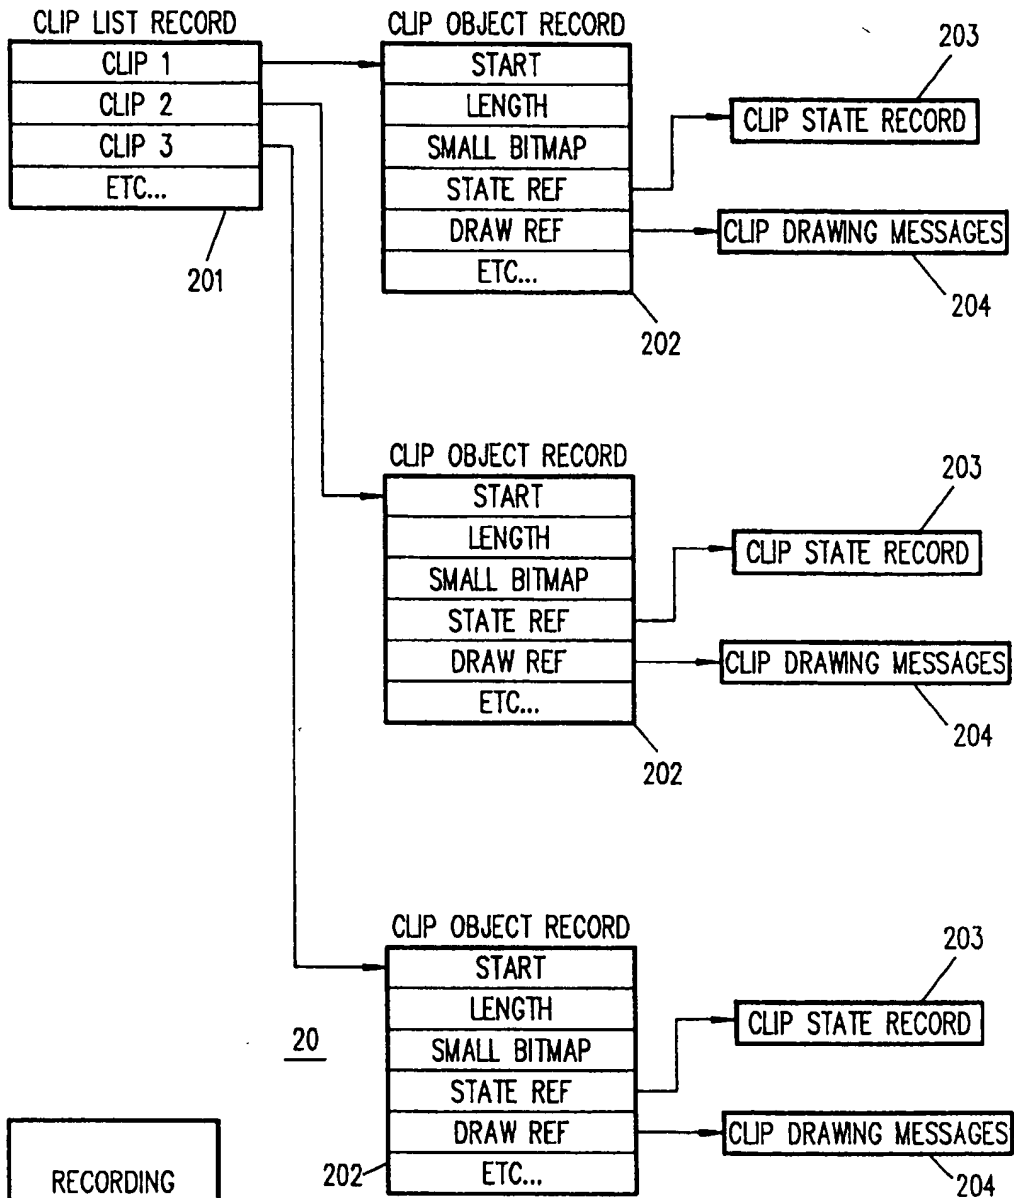 CLIP LIST RECORD
CLIP 1
CLIP 2
CLIP 3
ETC...
201
CLIP OBJECT RECORD
START
LENGTH
SMALL BITMAP
STATE REF
DRAW REF
ETC...
202
203
CLIP STATE RECORD
CLIP DRAWING MESSAGES
204
CLIP OBJECT RECORD
START
LENGTH
SMALL BITMAP
STATE REF
DRAW REF
ETC...
202
203
CLIP STATE RECORD
CLIP DRAWING MESSAGES
204
CLIP OBJECT RECORD
START
LENGTH
SMALL BITMAP
STATE REF
DRAW REF
ETC...
202
203
CLIP STATE RECORD
CLIP DRAWING MESSAGES
204
20
RECORDING